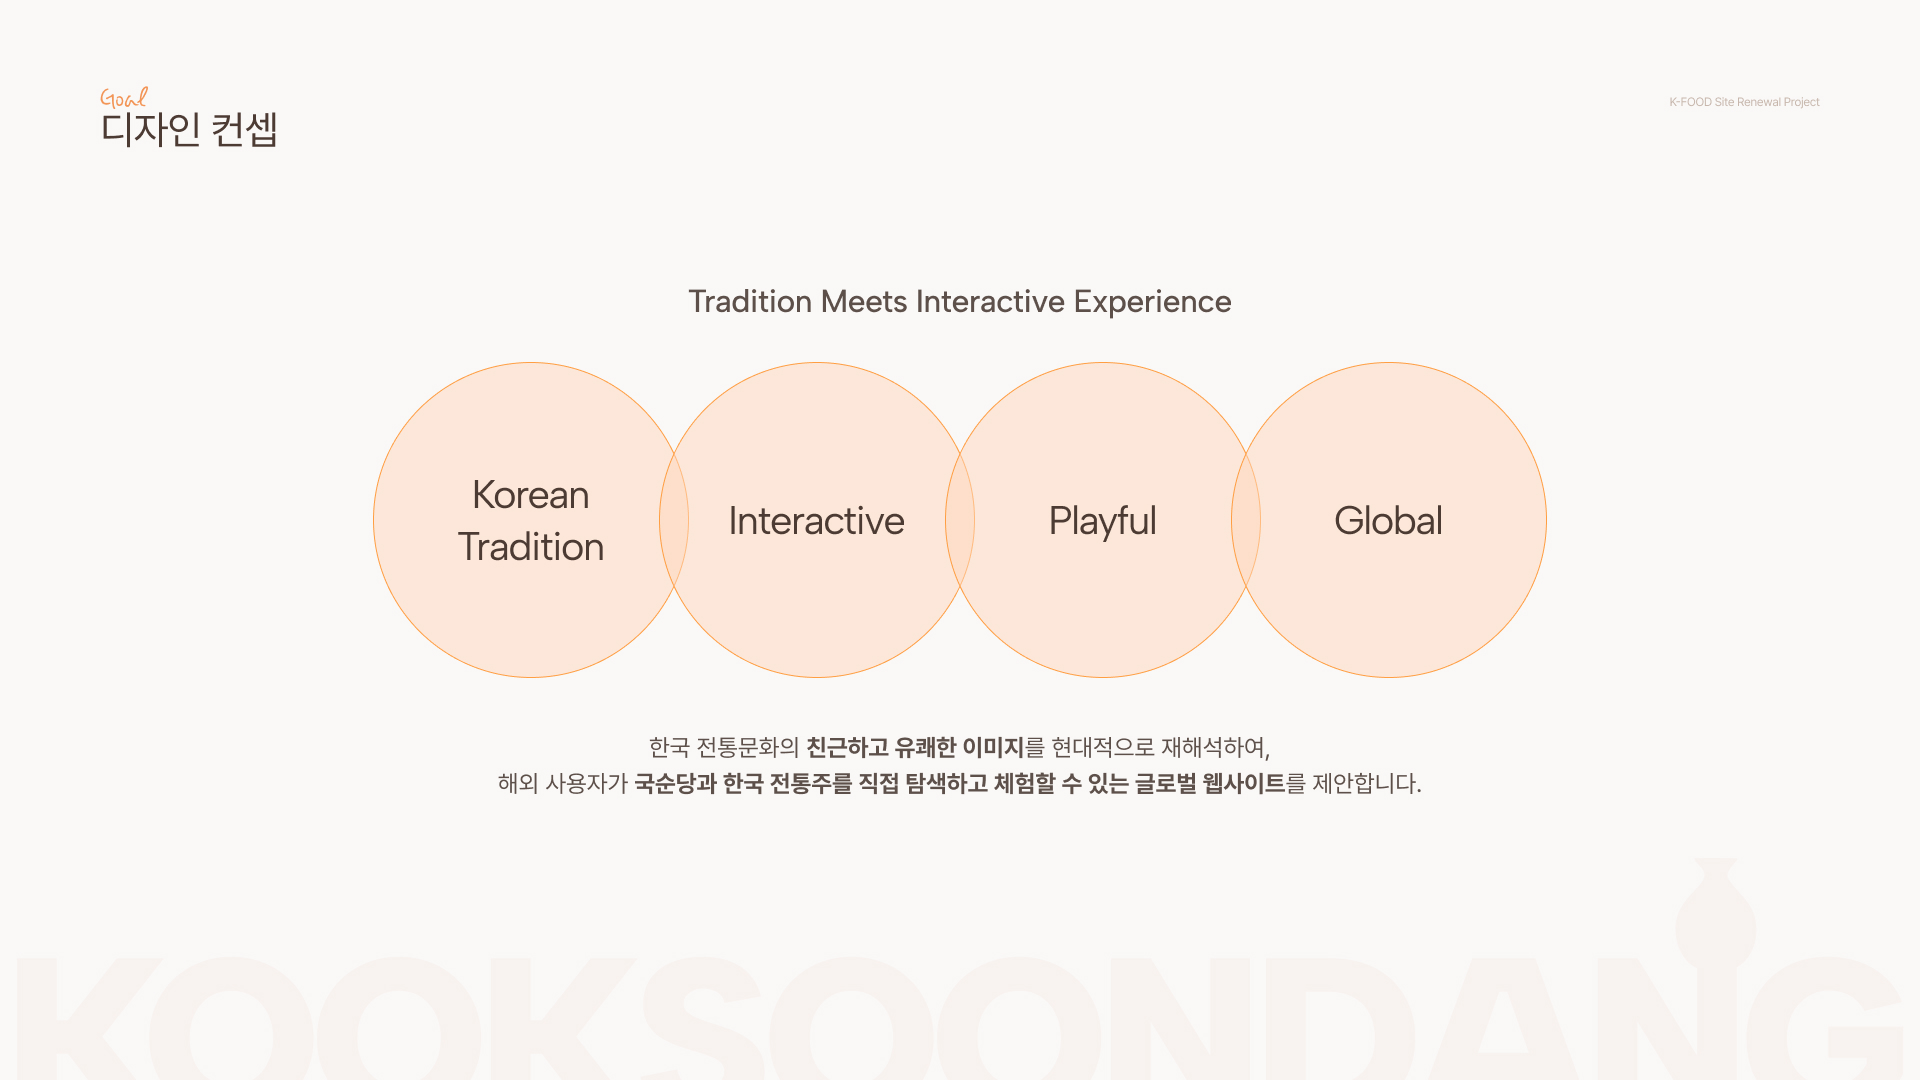 Goal
디자인 컨셉
K-FOOD Site Renewal Project
Tradition Meets Interactive Experience
Korean
Tradition
Interactive
Playful
Global
한국 전통문화의 친근하고 유쾌한 이미지를 현대적으로 재해석하여,
해외 사용자가 국순당과 한국 전통주를 직접 탐색하고 체험할 수 있는 글로벌 웹사이트를 제안합니다.
KOOKSOONDANG